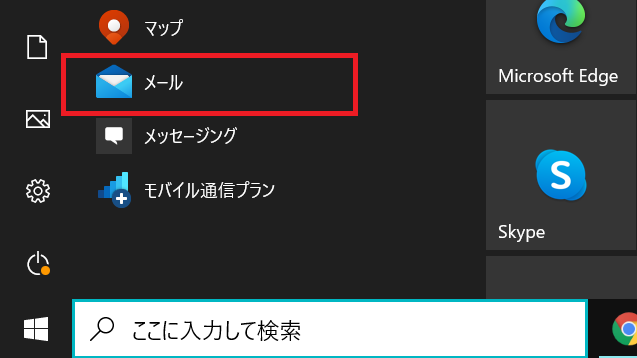 マップ
メール
メッセージング
モバイル通信プラン
Microsoft Edge
Skype
ここに入力して検索